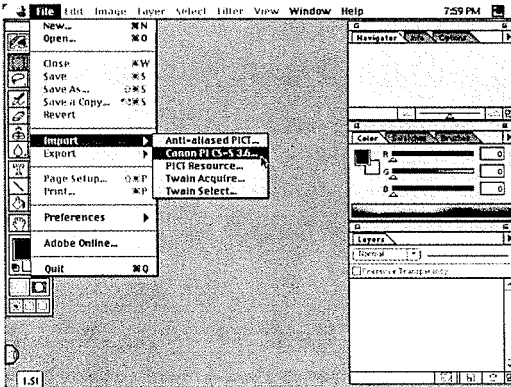 File Edit Image Layer Select Filter View Window Help 7:59 PM
New... ⌘N
Open... ⌘O
Close ⌘W
Save ⌘S
Save As... ⇧⌘S
Save a Copy... ⌥⌘S
Revert
Import
Export
Page Setup... ⇧⌘P
Print... ⌘P
Preferences
Adobe Online...
Quit ⌘Q
Anti-aliased PICT...
Canon PI CS-S 3.6...
PICT Resource...
Twain Acquire...
Twain Select...
Navigator Info Options
Color Swatches Brushes
R 0
G 0
B 0
Layers
Normal
Preserve Transparency
1.51